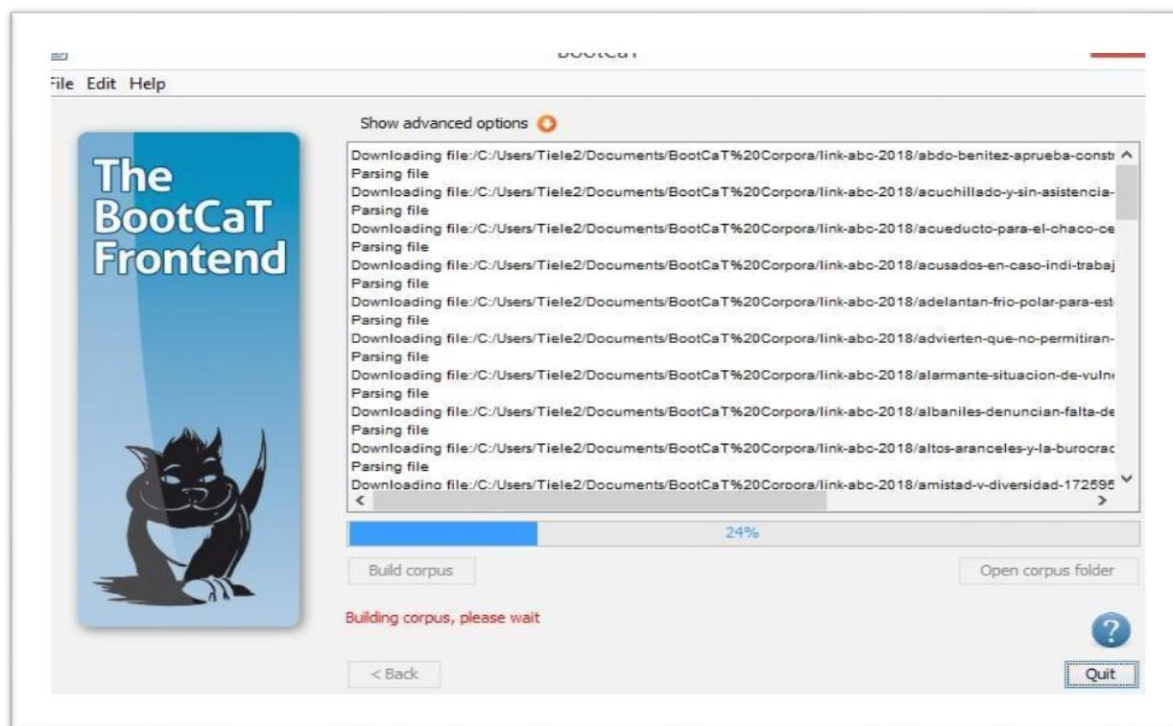 BootCaT
File Edit Help
Show advanced options
The
BootCaT
Frontend
Downloading file:/C:/Users/Tiele2/Documents/BootCaT%20Corpora/link-abc-2018/abdo-benitez-aprueba-constr
Parsing file
Downloading file:/C:/Users/Tiele2/Documents/BootCaT%20Corpora/link-abc-2018/acuchillado-y-sin-asistencia-
Parsing file
Downloading file:/C:/Users/Tiele2/Documents/BootCaT%20Corpora/link-abc-2018/acueducto-para-el-chaco-ce
Parsing file
Downloading file:/C:/Users/Tiele2/Documents/BootCaT%20Corpora/link-abc-2018/acusados-en-caso-indi-trabaj
Parsing file
Downloading file:/C:/Users/Tiele2/Documents/BootCaT%20Corpora/link-abc-2018/adelantan-frio-polar-para-est
Parsing file
Downloading file:/C:/Users/Tiele2/Documents/BootCaT%20Corpora/link-abc-2018/advierten-que-no-permitiran-
Parsing file
Downloading file:/C:/Users/Tiele2/Documents/BootCaT%20Corpora/link-abc-2018/alarmante-situacion-de-vulne
Parsing file
Downloading file:/C:/Users/Tiele2/Documents/BootCaT%20Corpora/link-abc-2018/albaniles-denuncian-falta-de
Parsing file
Downloading file:/C:/Users/Tiele2/Documents/BootCaT%20Corpora/link-abc-2018/altos-aranceles-y-la-burocrac
Parsing file
Downloading file:/C:/Users/Tiele2/Documents/BootCaT%20Corpora/link-abc-2018/amistad-y-diversidad-172595
24%
Build corpus
Open corpus folder
Building corpus, please wait
?
< Back
Quit